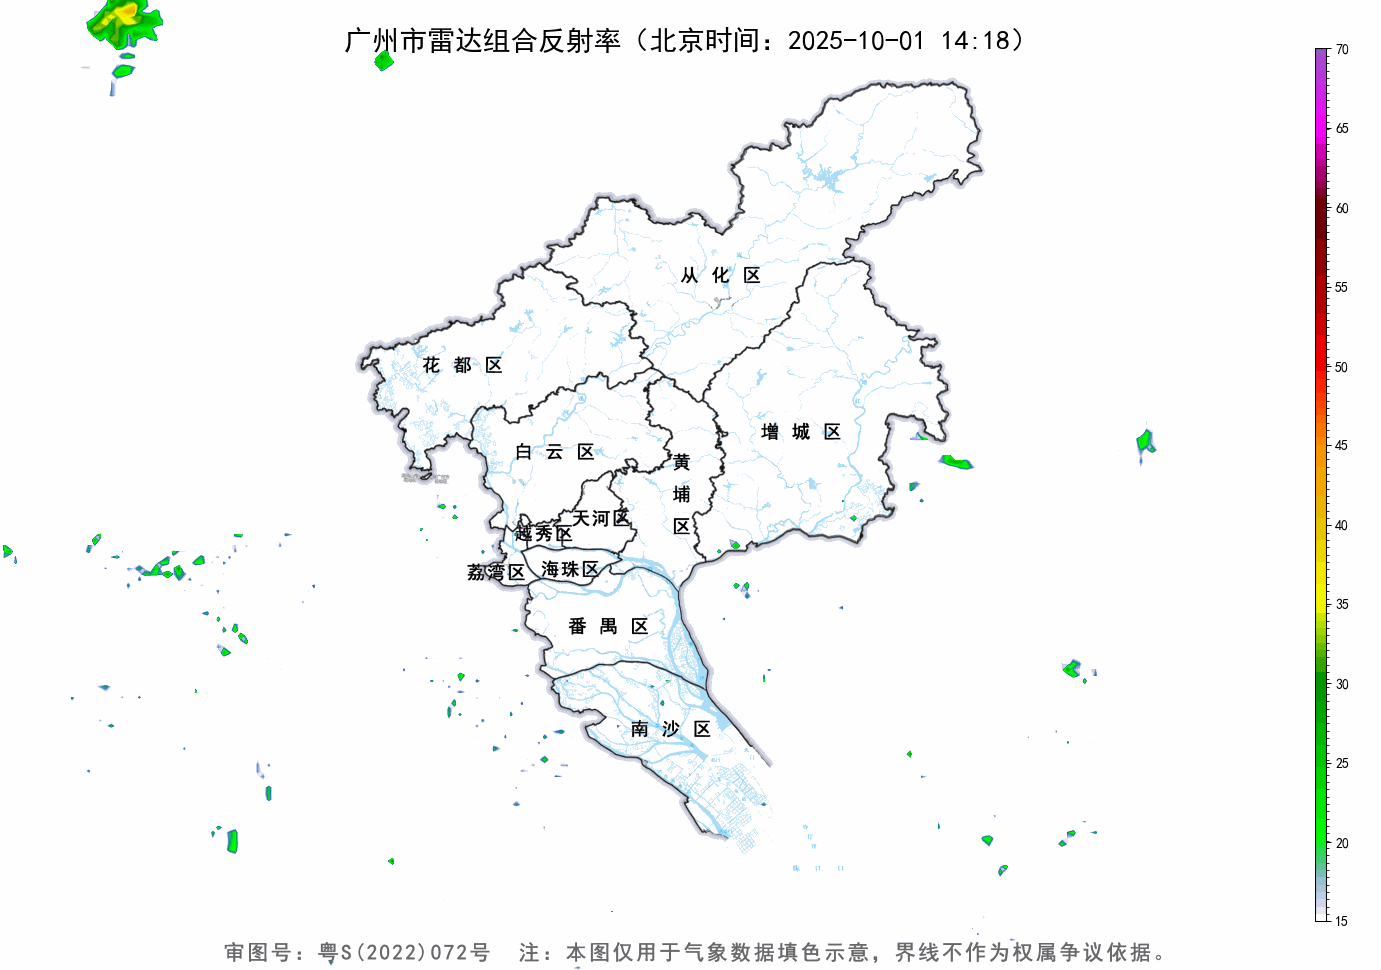 广州市雷达组合反射率（北京时间：2025-10-01 14:18）
70
65
60
55
50
45
40
35
30
25
20
15
从化区
花都区
增城区
白云区
黄埔区
天河区
越秀区
海珠区
荔湾区
番禺区
南沙区
审图号：粤S(2022)072号 注：本图仅用于气象数据填色示意，界线不作为权属争议依据。